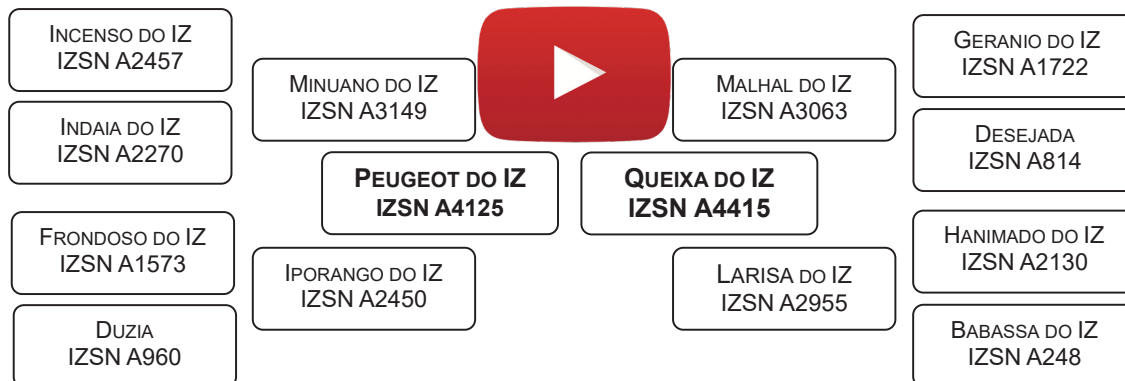 INCENSO DO IZ
IZSN A2457
INDAIA DO IZ
IZSN A2270
FRONDOSO DO IZ
IZSN A1573
DUZIA
IZSN A960
MINUANO DO IZ
IZSN A3149
IPORANGO DO IZ
IZSN A2450
PEUGEOT DO IZ
IZSN A4125
QUEIXA DO IZ
IZSN A4415
MALHAL DO IZ
IZSN A3063
LARISA DO IZ
IZSN A2955
GERANIO DO IZ
IZSN A1722
DESEJADA
IZSN A814
HANIMADO DO IZ
IZSN A2130
BABASSA DO IZ
IZSN A248